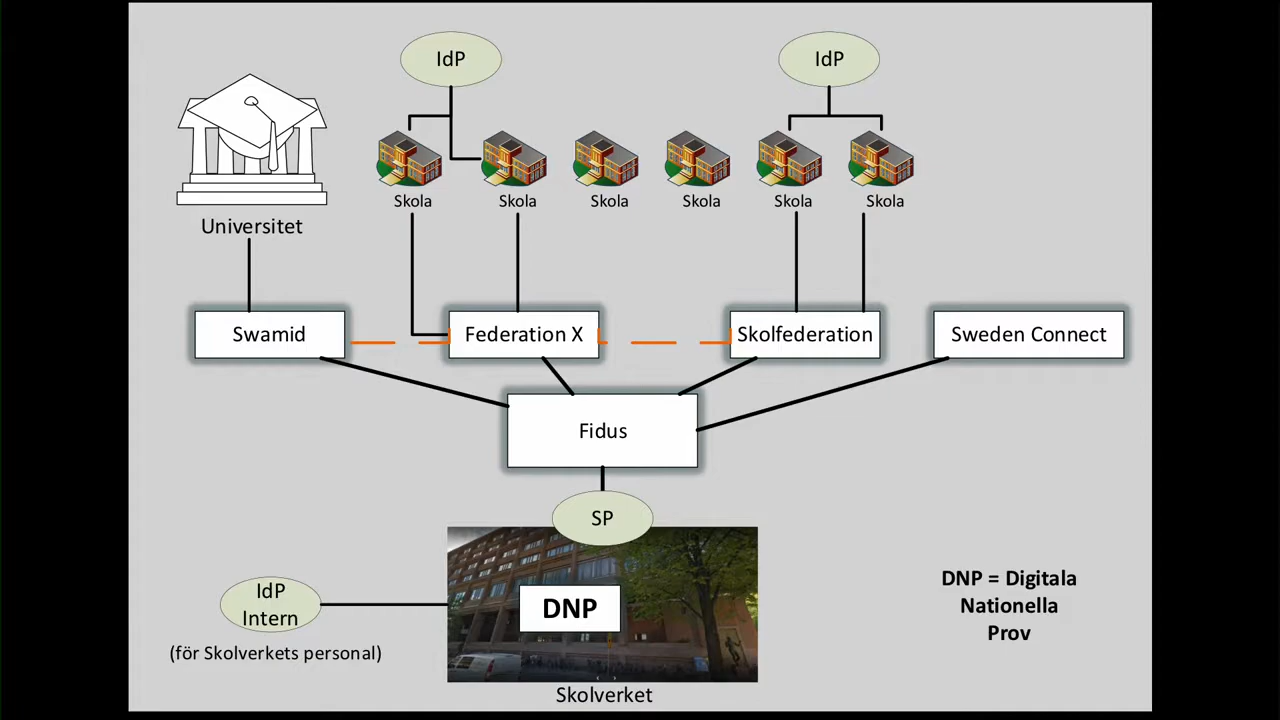 IdP
IdP
Skola
Skola
Skola
Skola
Skola
Skola
Universitet
Swamid
Federation X
Skolfederation
Sweden Connect
Fidus
SP
IdP
Intern
(för Skolverkets personal)
DNP
Skolverket
DNP = Digitala
Nationella
Prov